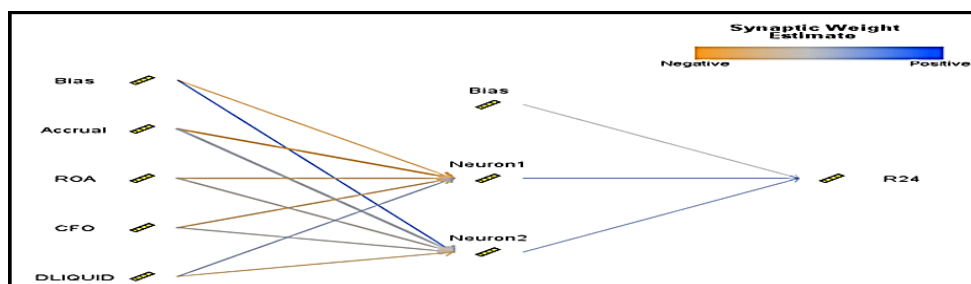 Synaptic Weight
Estimate
Negative
Positive
Bias
Accrual
ROA
CFO
DLIQUID
Bias
Neuron1
Neuron2
R24